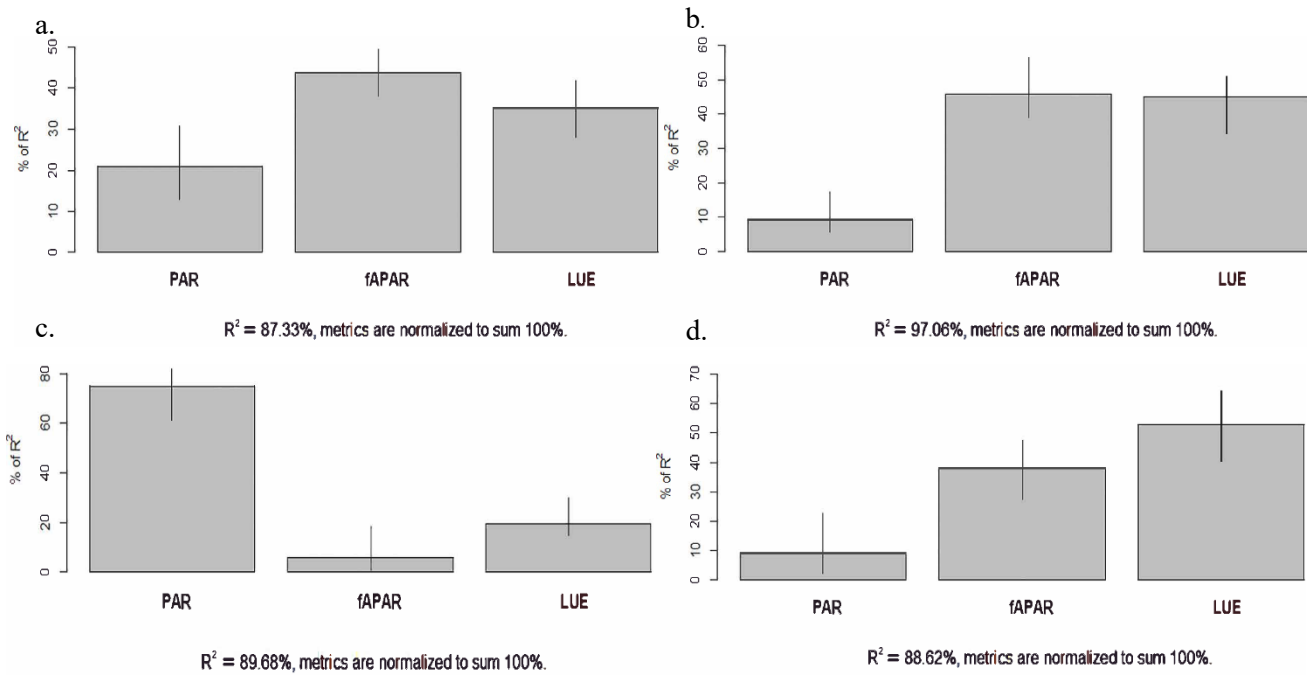 a.
% of R²
0 10 20 30 40 50
PAR fAPAR LUE
R² = 87.33%, metrics are normalized to sum 100%.
b.
% of R²
0 10 20 30 40 50 60
PAR fAPAR LUE
R² = 97.06%, metrics are normalized to sum 100%.
c.
% of R²
0 20 40 60 80
PAR fAPAR LUE
R² = 89.68%, metrics are normalized to sum 100%.
d.
% of R²
0 10 20 30 40 50 60 70
PAR fAPAR LUE
R² = 88.62%, metrics are normalized to sum 100%.